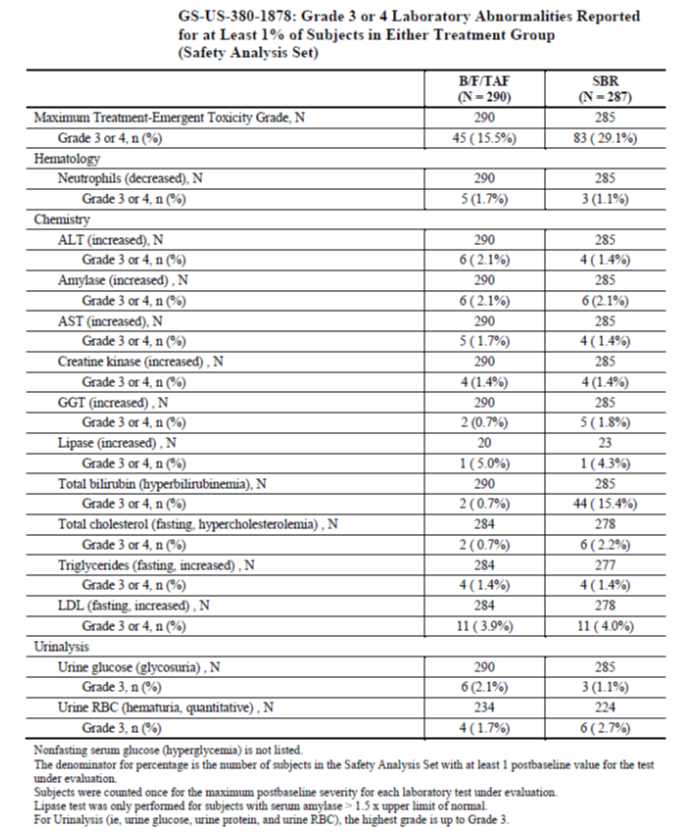 GS-US-380-1878: Grade 3 or 4 Laboratory Abnormalities Reported
for at Least 1% of Subjects in Either Treatment Group
(Safety Analysis Set)
B/F/TAF SBR
(N = 290) (N = 287)
Maximum Treatment-Emergent Toxicity Grade, N 290 285
Grade 3 or 4, n (%) 45 ( 15.5%) 83 ( 29.1%)
Hematology
Neutrophils (decreased), N 290 285
Grade 3 or 4, n (%) 5 (1.7%) 3 (1.1%)
Chemistry
ALT (increased), N 290 285
Grade 3 or 4, n (%) 6 ( 2.1%) 4 ( 1.4%)
Amylase (increased) , N 290 285
Grade 3 or 4, n (%) 6 ( 2.1%) 6 (2.1%)
AST (increased), N 290 285
Grade 3 or 4, n (%) 5 ( 1.7%) 4 ( 1.4%)
Creatine kinase (increased) , N 290 285
Grade 3 or 4, n (%) 4 (1.4%) 4 (1.4%)
GGT (increased) , N 290 285
Grade 3 or 4, n (%) 2 (0.7%) 5 ( 1.8%)
Lipase (increased) , N 20 23
Grade 3 or 4, n (%) 1 ( 5.0%) 1 ( 4.3%)
Total bilirubin (hyperbilirubinemia), N 290 285
Grade 3 or 4, n (%) 2 ( 0.7%) 44 ( 15.4%)
Total cholesterol (fasting, hypercholesterolemia) , N 284 278
Grade 3 or 4, n (%) 2 ( 0.7%) 6 ( 2.2%)
Triglycerides (fasting, increased) , N 284 277
Grade 3 or 4, n (%) 4 ( 1.4%) 4 ( 1.4%)
LDL (fasting, increased) , N 284 278
Grade 3 or 4, n (%) 11 ( 3.9%) 11 ( 4.0%)
Urinalysis
Urine glucose (glycosuria) , N 290 285
Grade 3, n (%) 6 (2.1%) 3 ( 1.1%)
Urine RBC (hematuria, quantitative) , N 234 224
Grade 3, n (%) 4 ( 1.7%) 6 ( 2.7%)
Nonfasting serum glucose (hyperglycemia) is not listed.
The denominator for percentage is the number of subjects in the Safety Analysis Set with at least 1 postbaseline value for the test
under evaluation.
Subjects were counted once for the maximum postbaseline severity for each laboratory test under evaluation.
Lipase test was only performed for subjects with serum amylase > 1.5 x upper limit of normal.
For Urinalysis (ie, urine glucose, urine protein, and urine RBC), the highest grade is up to Grade 3.